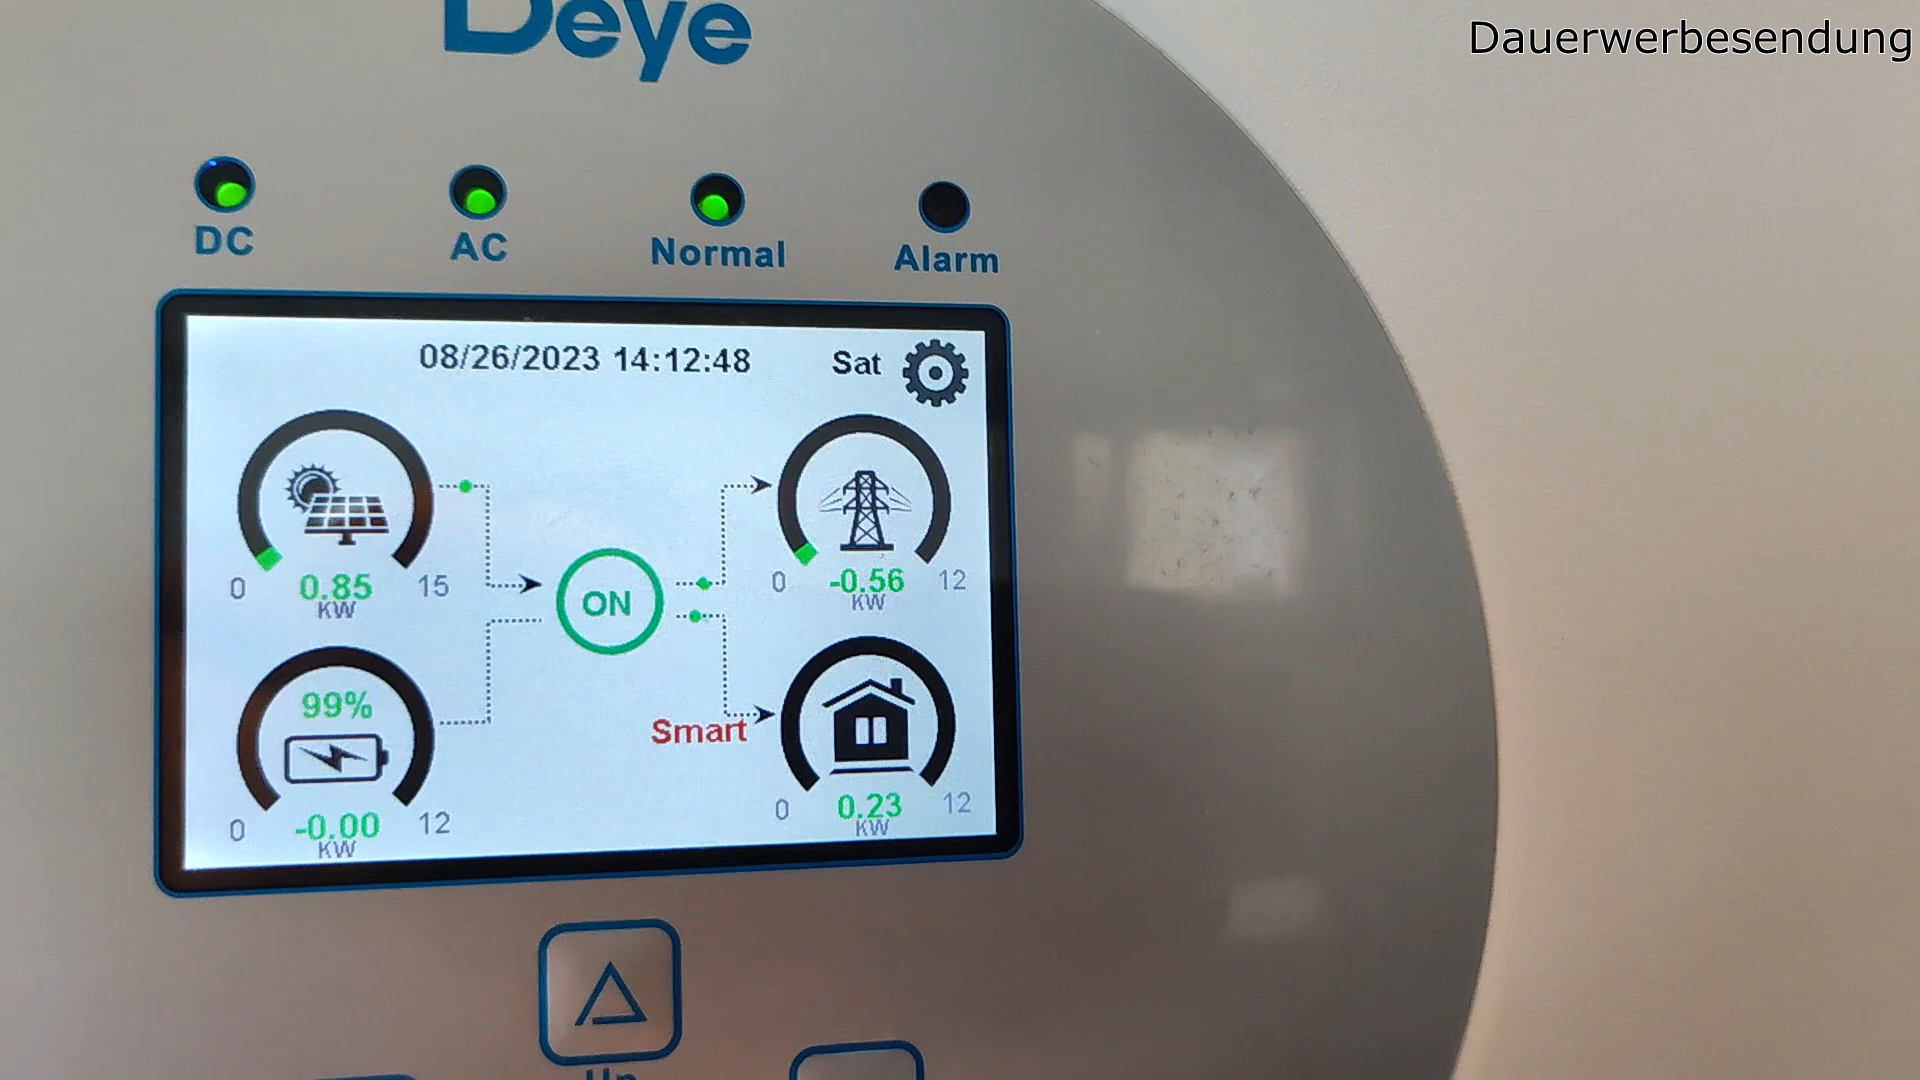 Dauerwerbesendung
Deye
DC AC Normal Alarm
08/26/2023 14:12:48 Sat
0 0.85 15
KW
0 -0.56 12
KW
ON
99%
Smart
0 -0.00 12
KW
0 0.23 12
KW
Up